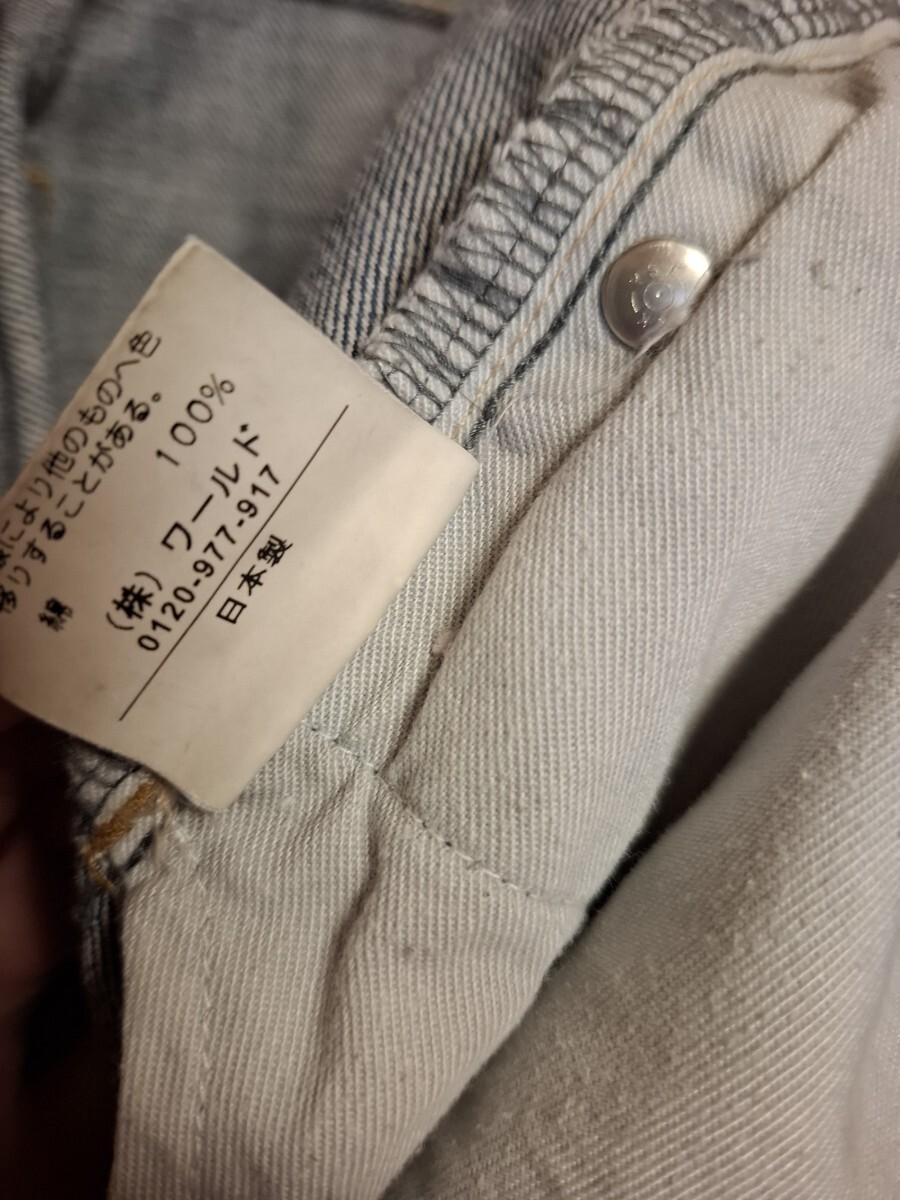 により他のものへ色
移りすることがある。
綿 100%
(株) ワールド
0120-977-917
日本製